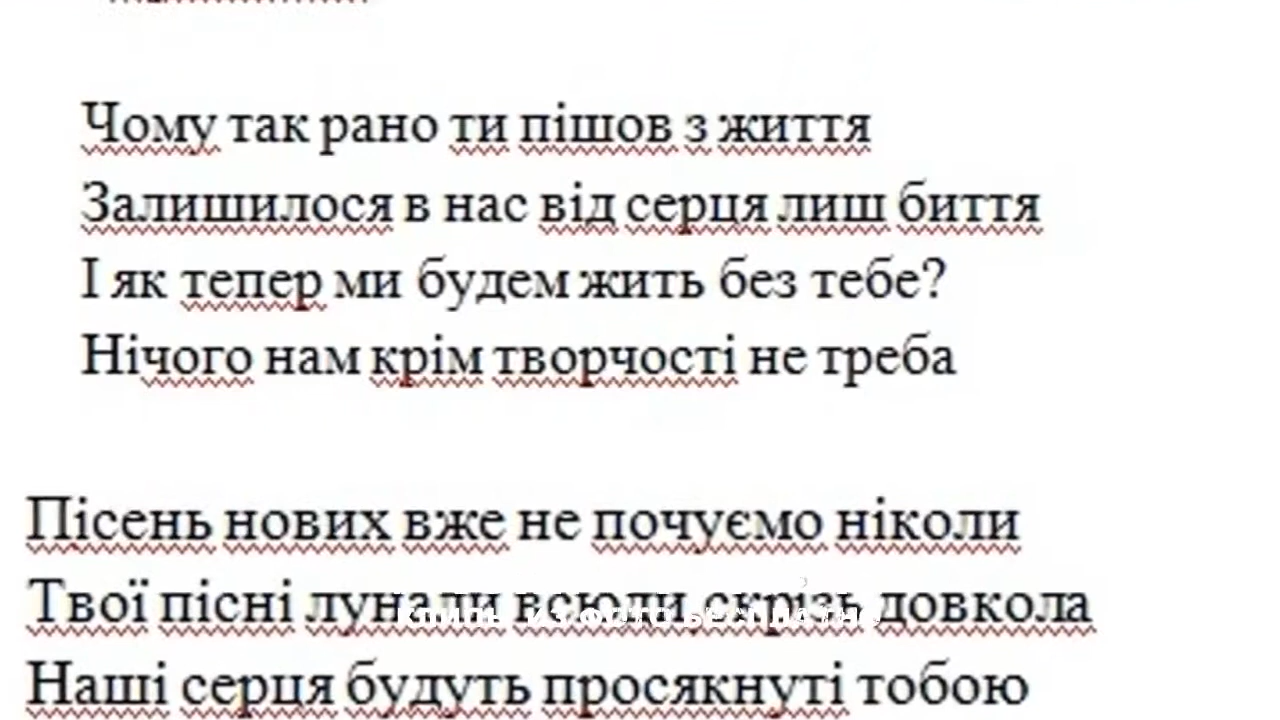 Чому так рано ти пішов з життя
Залишилося в нас від серця лиш биття
І як тепер ми будем жить без тебе?
Нічого нам крім творчості не треба
Пісень нових вже не почуємо ніколи
Твої пісні лунали всюди скрізь довкола
Наші серця будуть просякнуті тобою